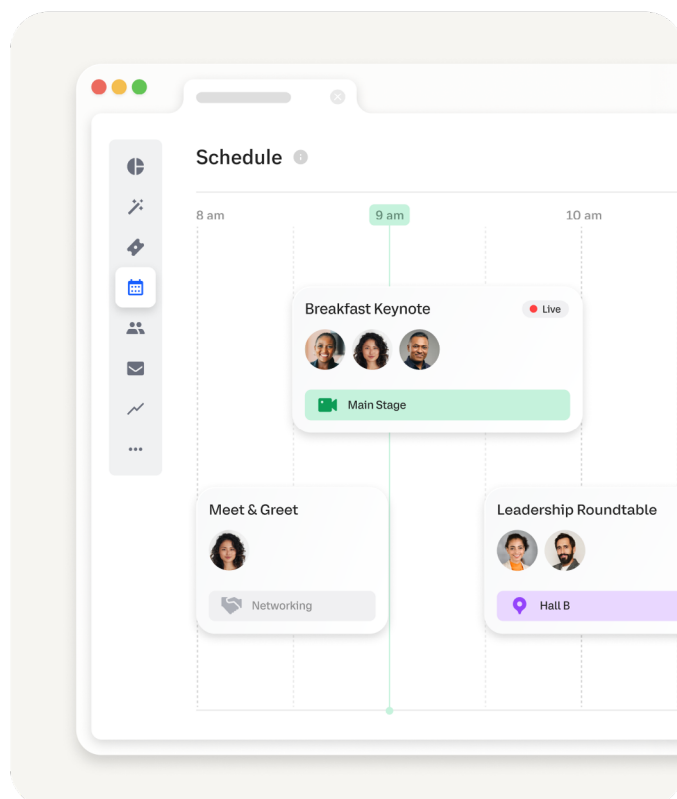 Schedule
8 am
9 am
10 am
Breakfast Keynote
Live
Main Stage
Meet & Greet
Networking
Leadership Roundtable
Hall B